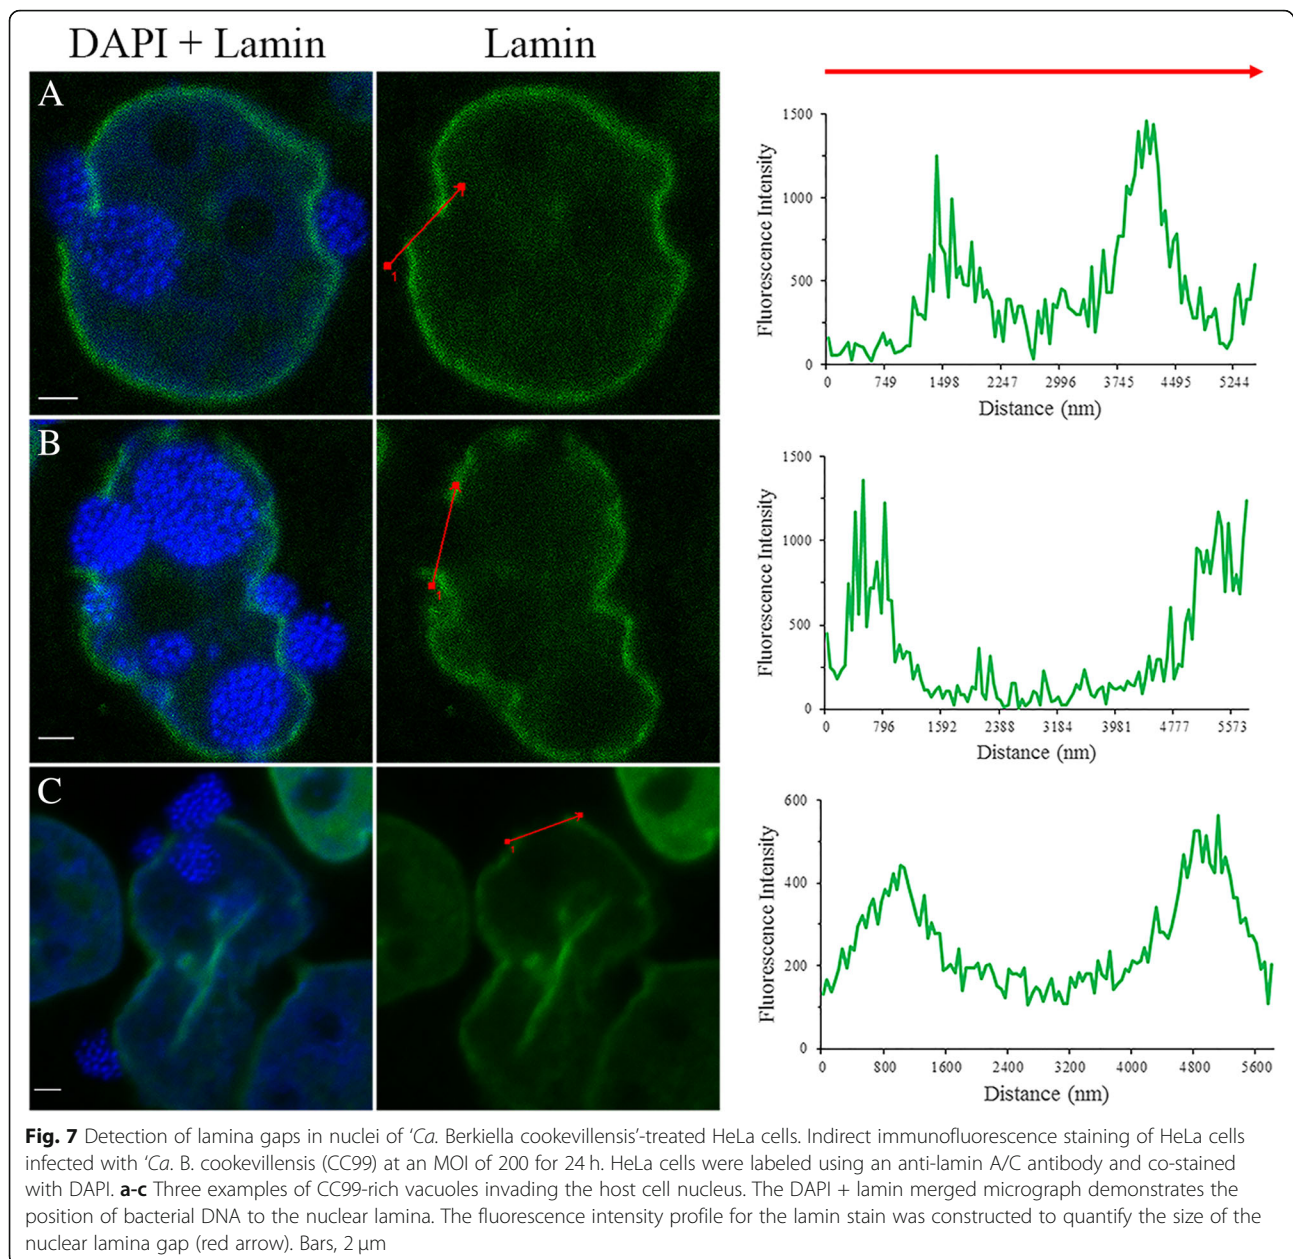 DAPI + Lamin
Lamin
A
1
1500
1000
500
0
Fluorescence Intensity
0 749 1498 2247 2996 3745 4495 5244
Distance (nm)
B
1
1500
1000
500
0
Fluorescence Intensity
0 796 1592 2388 3184 3981 4777 5573
Distance (nm)
C
1
600
400
200
0
Fluorescence Intensity
0 800 1600 2400 3200 4000 4800 5600
Distance (nm)
Fig. 7 Detection of lamina gaps in nuclei of ‘Ca. Berkiella cookevillensis’-treated HeLa cells. Indirect immunofluorescence staining of HeLa cells
infected with ‘Ca. B. cookevillensis (CC99) at an MOI of 200 for 24 h. HeLa cells were labeled using an anti-lamin A/C antibody and co-stained
with DAPI. a-c Three examples of CC99-rich vacuoles invading the host cell nucleus. The DAPI + lamin merged micrograph demonstrates the
position of bacterial DNA to the nuclear lamina. The fluorescence intensity profile for the lamin stain was constructed to quantify the size of the
nuclear lamina gap (red arrow). Bars, 2 μm